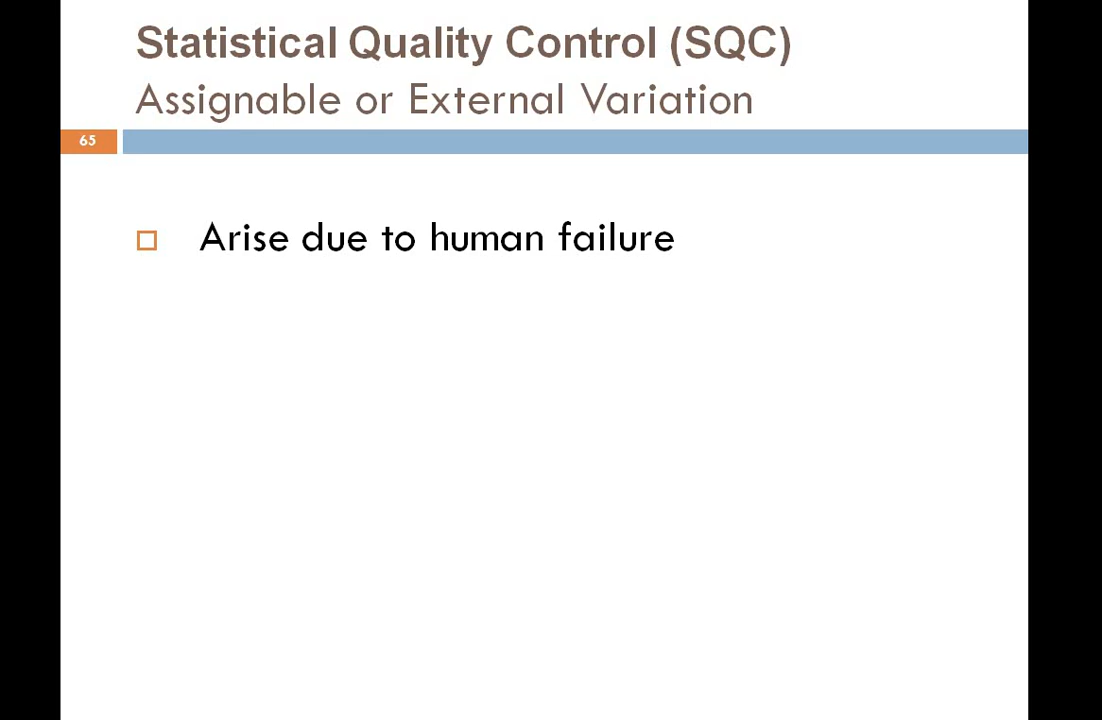 Statistical Quality Control (SQC)
Assignable or External Variation
65
Arise due to human failure